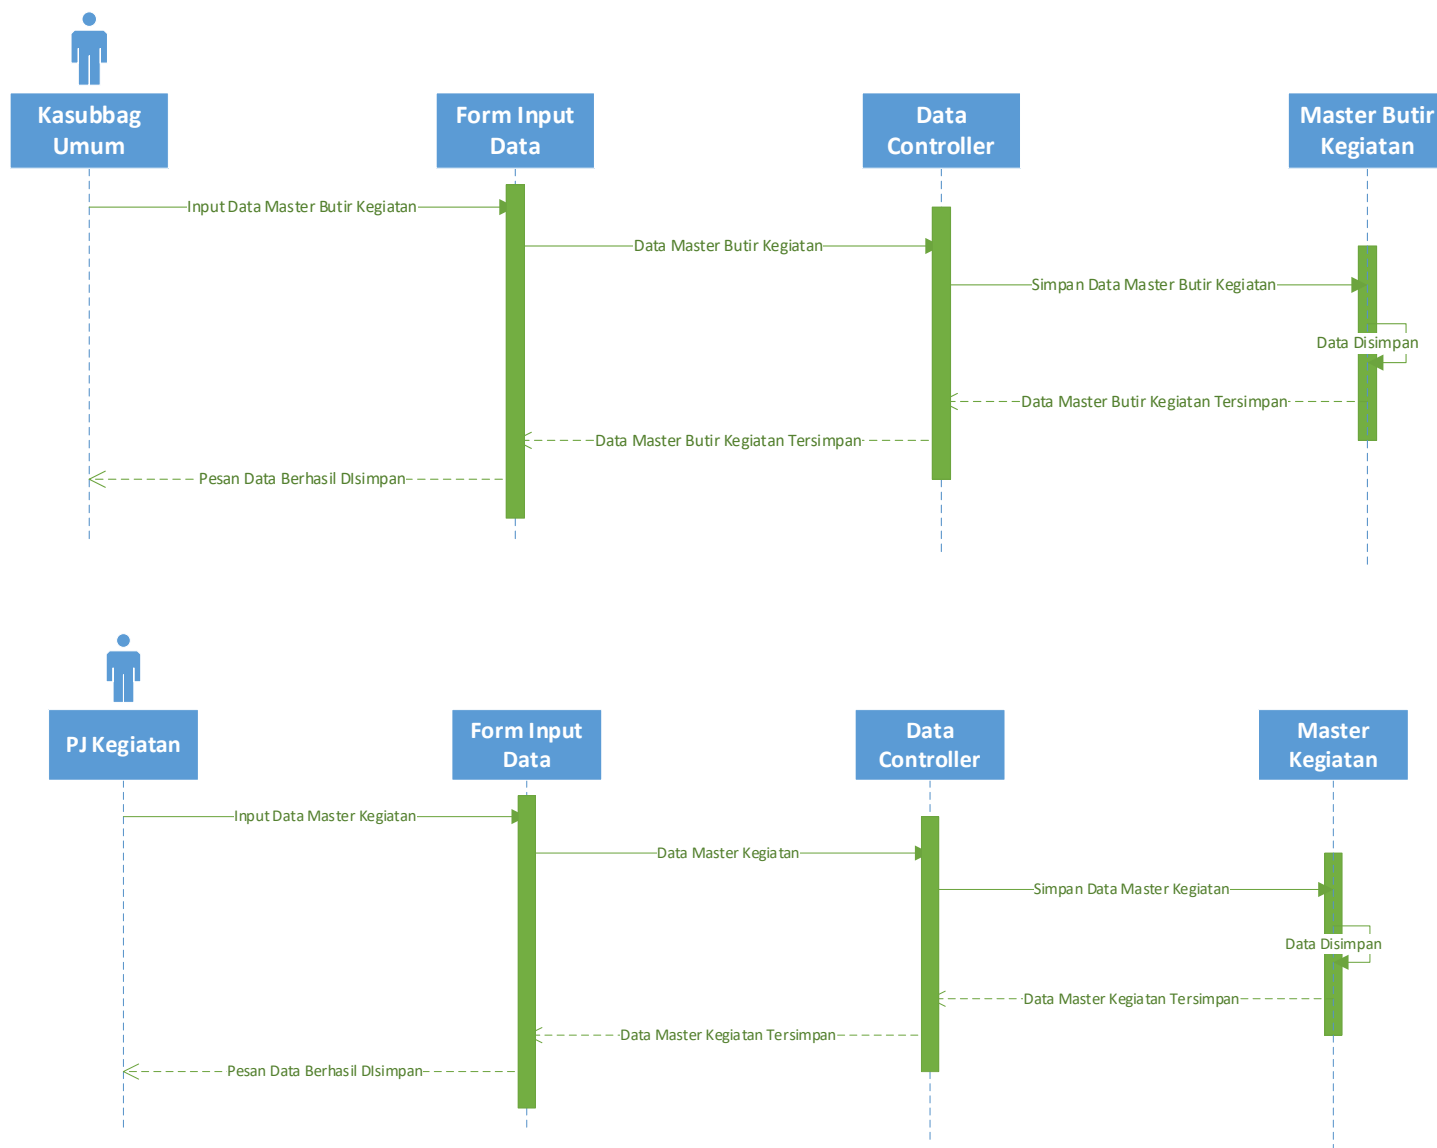 Kasubbag
Umum
Form Input
Data
Data
Controller
Master Butir
Kegiatan
Input Data Master Butir Kegiatan
Data Master Butir Kegiatan
Simpan Data Master Butir Kegiatan
Data Disimpan
Data Master Butir Kegiatan Tersimpan
Data Master Butir Kegiatan Tersimpan
Pesan Data Berhasil DIsimpan
PJ Kegiatan
Form Input
Data
Data
Controller
Master
Kegiatan
Input Data Master Kegiatan
Data Master Kegiatan
Simpan Data Master Kegiatan
Data Disimpan
Data Master Kegiatan Tersimpan
Data Master Kegiatan Tersimpan
Pesan Data Berhasil DIsimpan